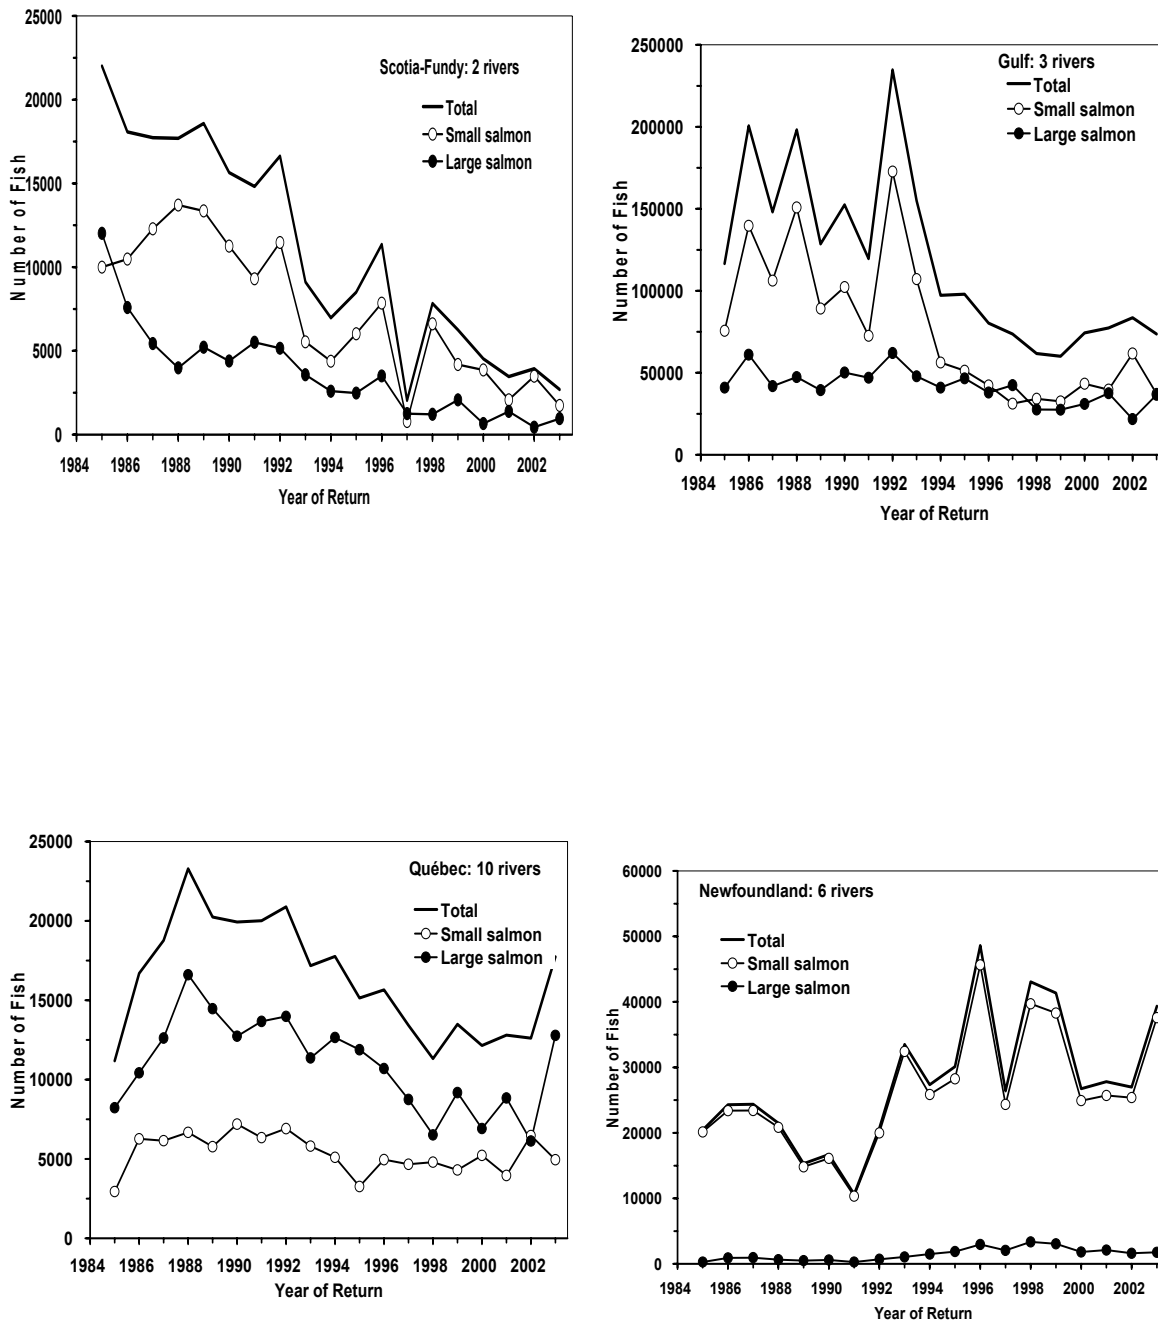 25000
20000
15000
10000
5000
0
Number of Fish
Scotia-Fundy: 2 rivers
Total
Small salmon
Large salmon
1984 1986 1988 1990 1992 1994 1996 1998 2000 2002
Year of Return
250000
200000
150000
100000
50000
0
Number of Fish
Gulf: 3 rivers
Total
Small salmon
Large salmon
1984 1986 1988 1990 1992 1994 1996 1998 2000 2002
Year of Return
25000
20000
15000
10000
5000
0
Number of Fish
Québec: 10 rivers
Total
Small salmon
Large salmon
1984 1986 1988 1990 1992 1994 1996 1998 2000 2002
Year of Return
60000
50000
40000
30000
20000
10000
0
Number of Fish
Newfoundland: 6 rivers
Total
Small salmon
Large salmon
1984 1986 1988 1990 1992 1994 1996 1998 2000 2002
Year of Return